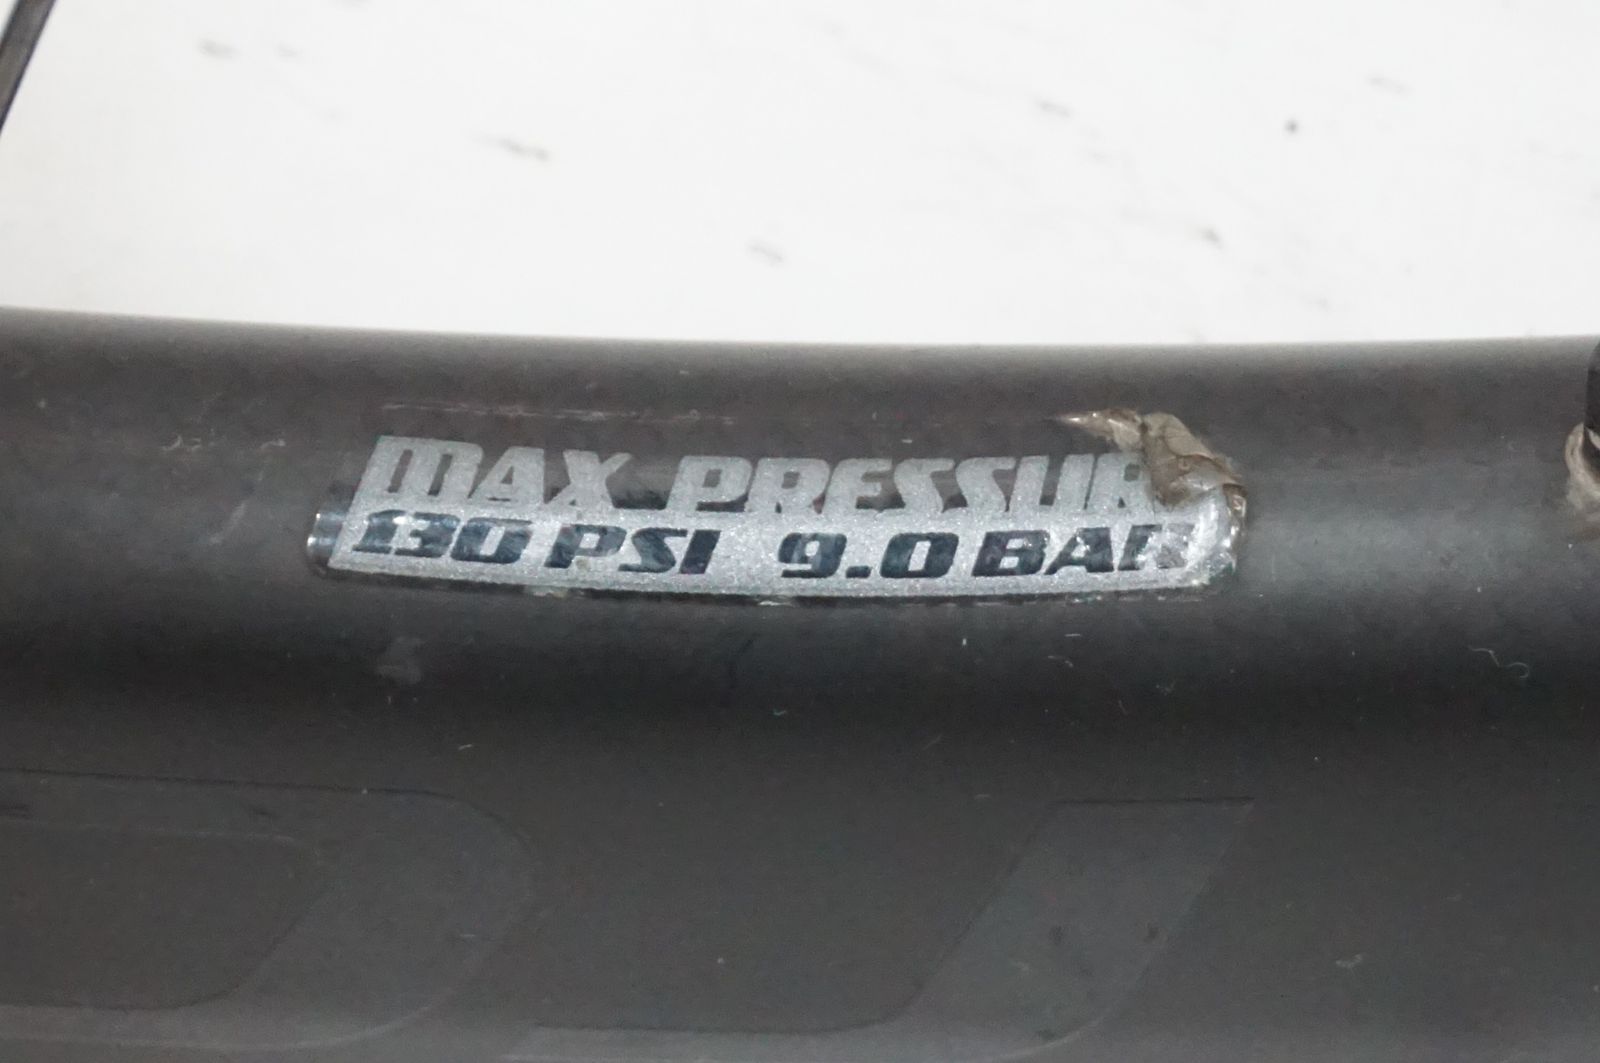 MAX PRESSUR
130 PSI 9.0 BAR